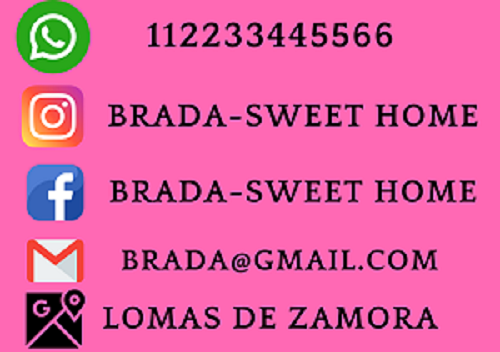 112233445566
BRADA-SWEET HOME
BRADA-SWEET HOME
BRADA@GMAIL.COM
G LOMAS DE ZAMORA